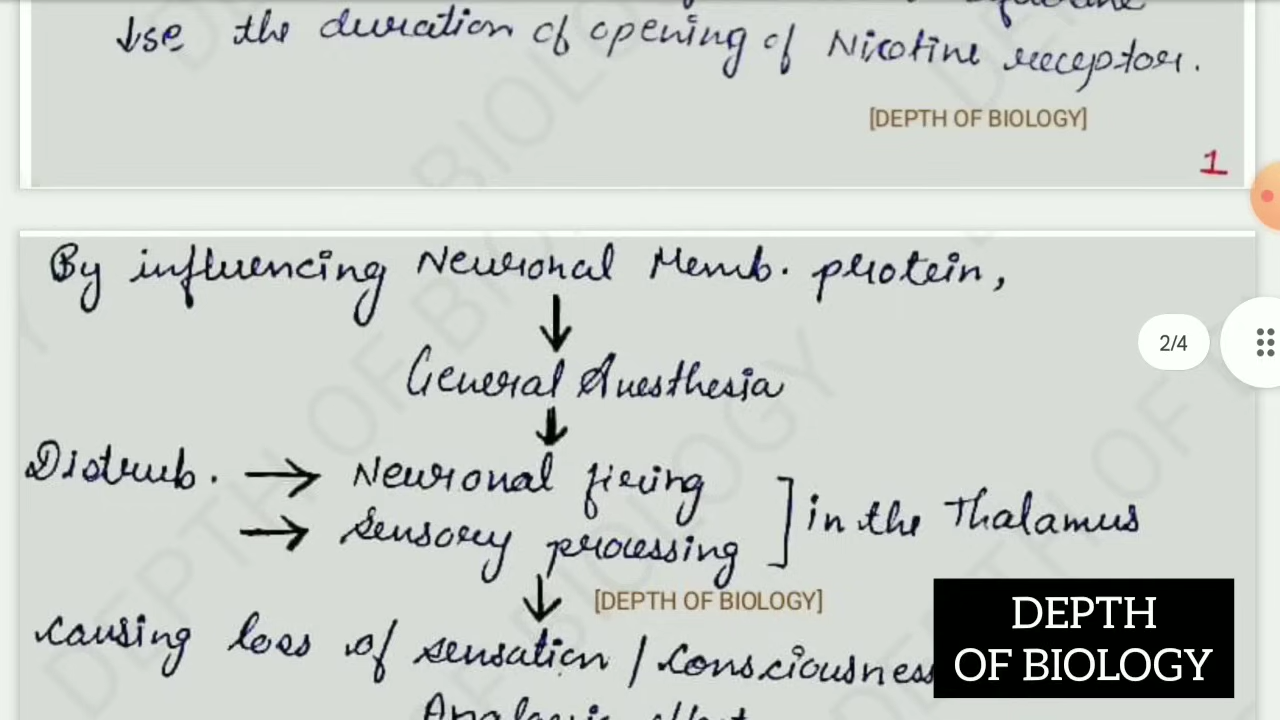 ↓se the duration of opening of Nicotine receptor.
[DEPTH OF BIOLOGY]
1
By influencing Neuronal Memb. protein,
↓
General Anesthesia
↓
Distrub. → Neuronal firing
→ Sensory processing ] in the Thalamus
↓ [DEPTH OF BIOLOGY]
causing loss of sensation / consciousness
2/4
DEPTH
OF BIOLOGY